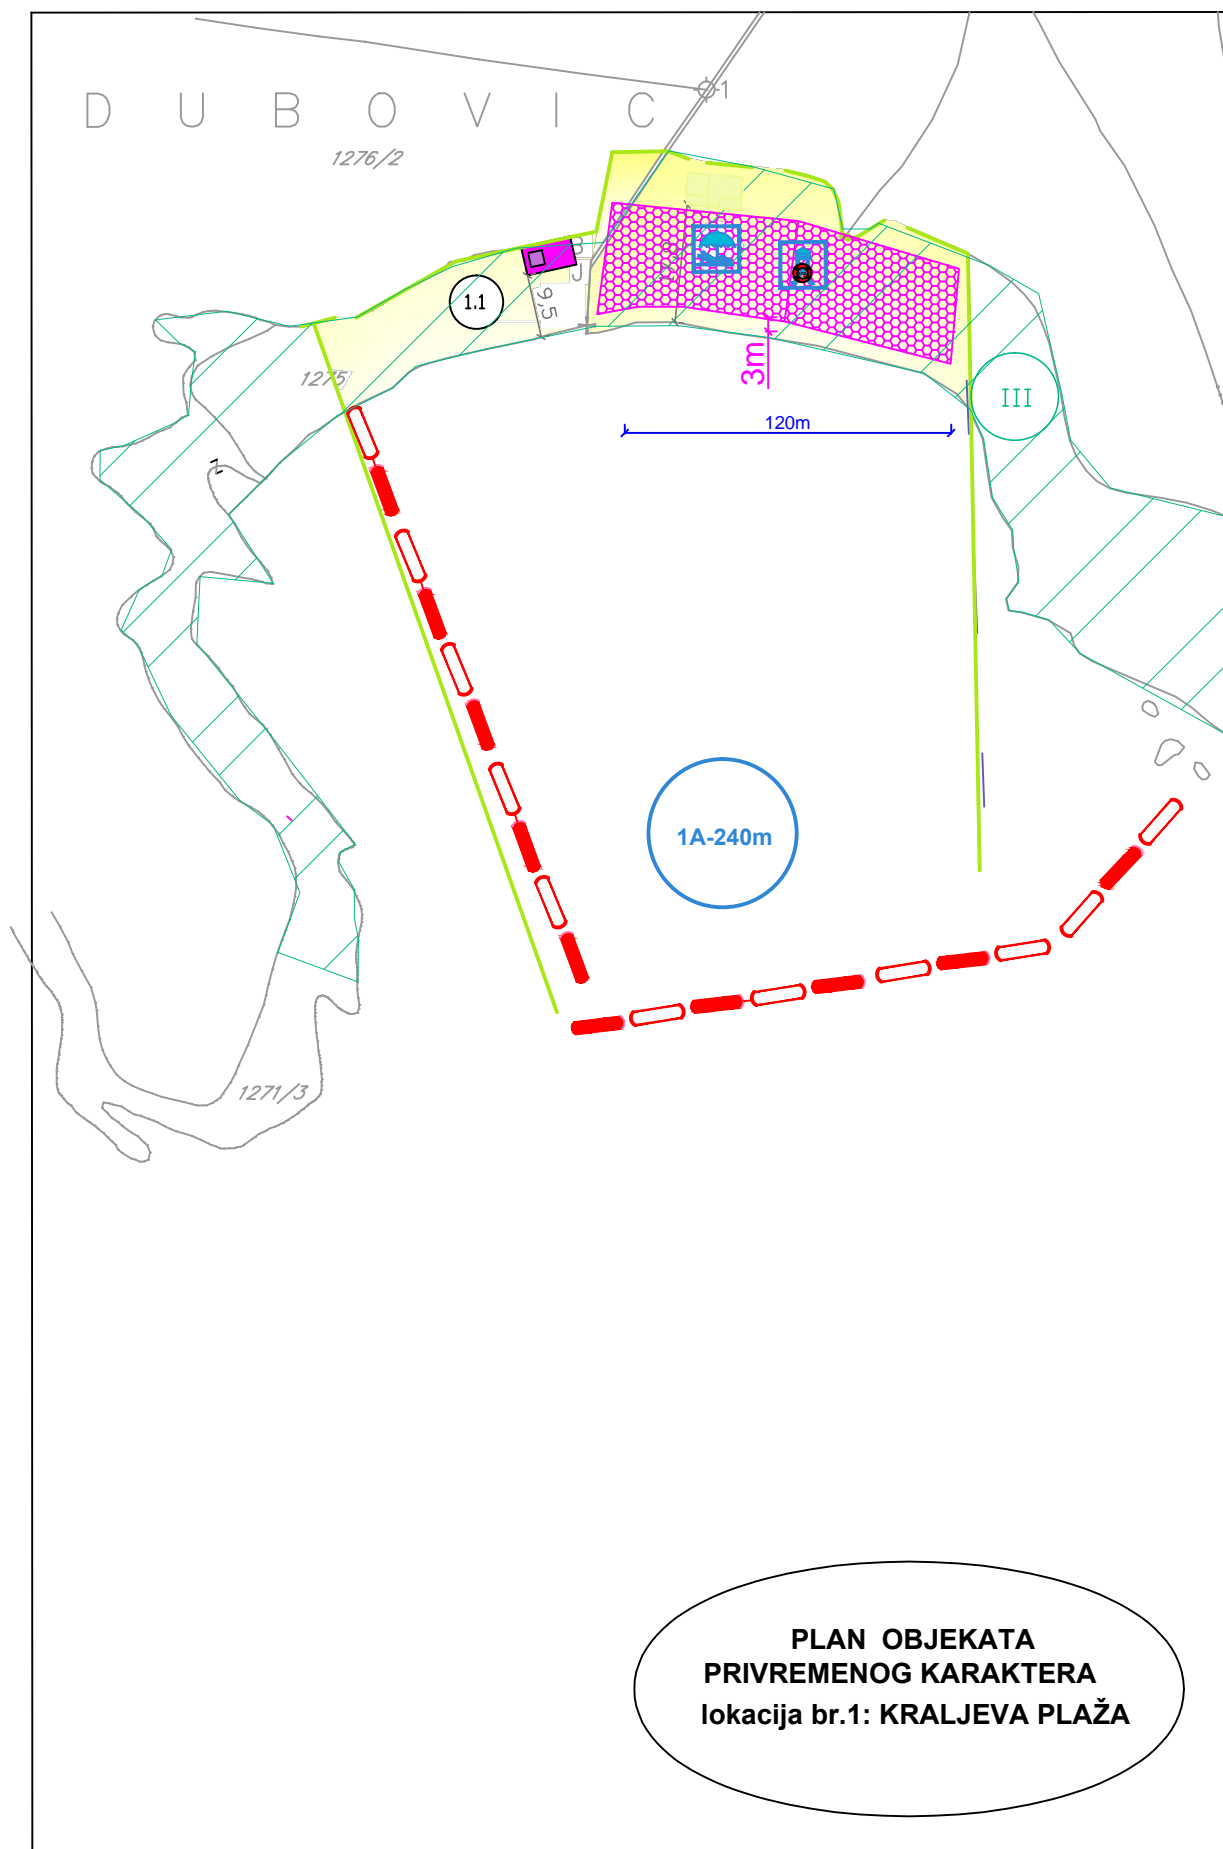 D U B O V I C
1
1276/2
B
J
1.1
9,5
1275
3m
120m
III
1A-240m
1271/3
PLAN OBJEKATA
PRIVREMENOG KARAKTERA
lokacija br.1: KRALJEVA PLAŽA